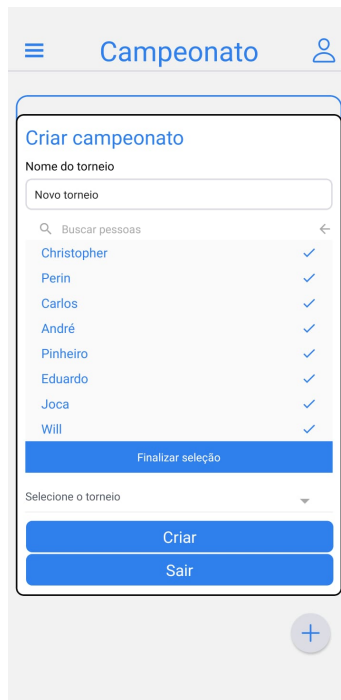 Campeonato
Criar campeonato
Nome do torneio
Novo torneio
Buscar pessoas
Christopher
Perin
Carlos
André
Pinheiro
Eduardo
Joca
Will
Finalizar seleção
Selecione o torneio
Criar
Sair